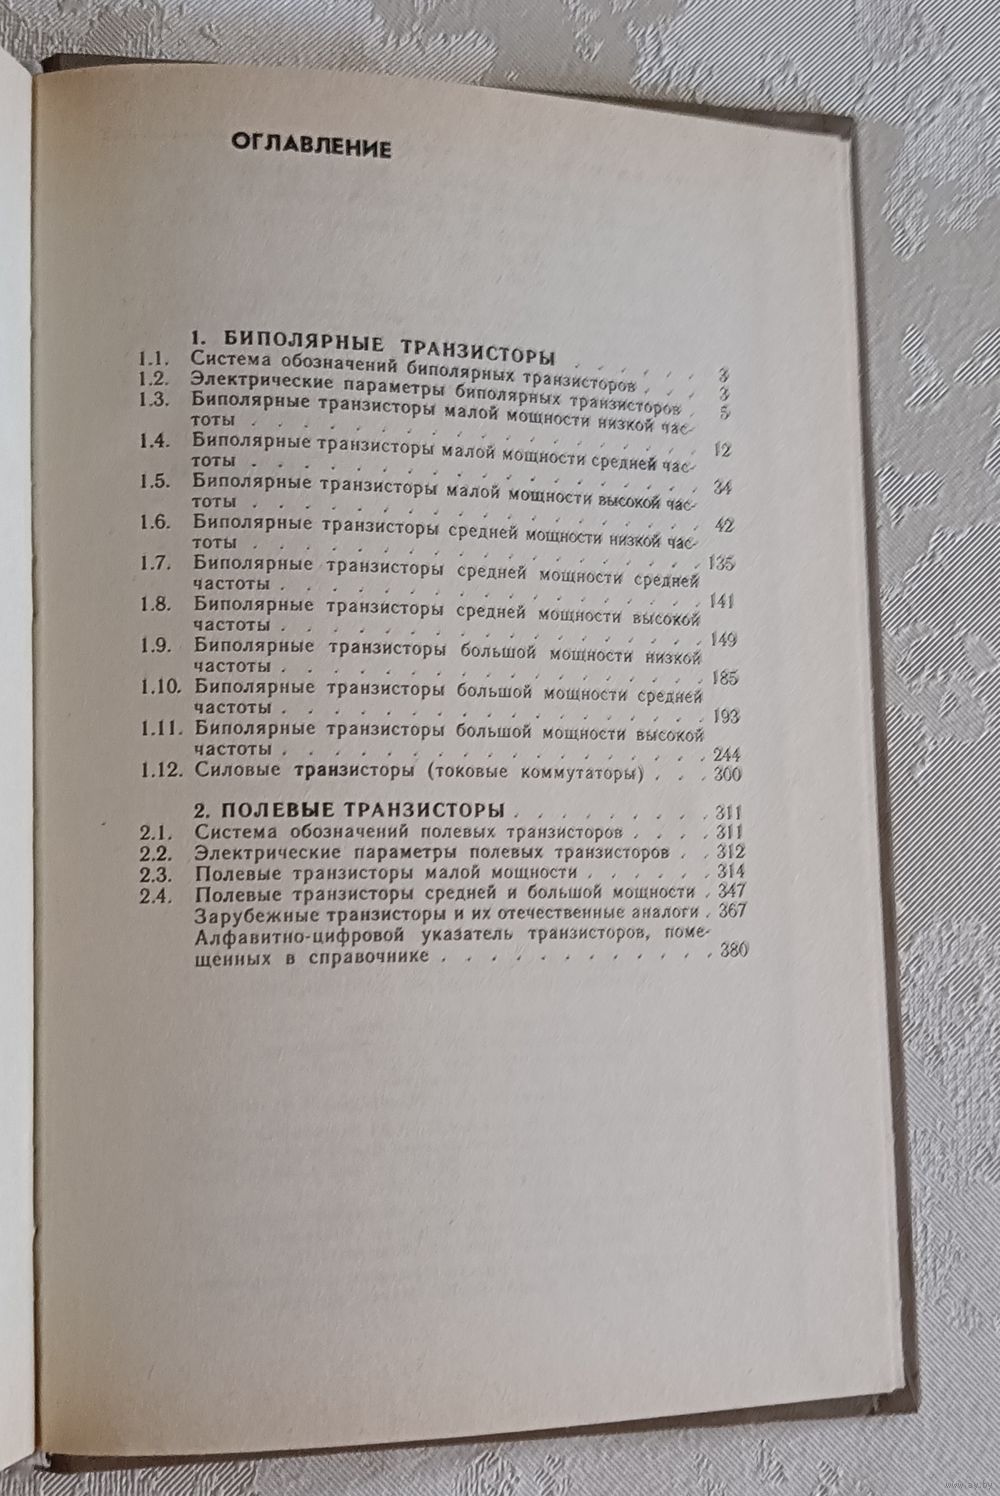 ОГЛАВЛЕНИЕ
1. БИПОЛЯРНЫЕ ТРАНЗИСТОРЫ . . . . . . 3
1.1. Система обозначений биполярных транзисторов . . . 3
1.2. Электрические параметры биполярных транзисторов . 5
1.3. Биполярные транзисторы малой мощности низкой час-
тоты . . . . . . . . . . . . . . . . . . 12
1.4. Биполярные транзисторы малой мощности средней час-
тоты . . . . . . . . . . . . . . . . . . 34
1.5. Биполярные транзисторы малой мощности высокой час-
тоты . . . . . . . . . . . . . . . . . . 42
1.6. Биполярные транзисторы средней мощности низкой час-
тоты . . . . . . . . . . . . . . . . . . 135
1.7. Биполярные транзисторы средней мощности средней
частоты . . . . . . . . . . . . . . . . . 141
1.8. Биполярные транзисторы средней мощности высокой
частоты . . . . . . . . . . . . . . . . . 149
1.9. Биполярные транзисторы большой мощности низкой
частоты . . . . . . . . . . . . . . . . . 185
1.10. Биполярные транзисторы большой мощности средней
частоты . . . . . . . . . . . . . . . . . 193
1.11. Биполярные транзисторы большой мощности высокой
частоты . . . . . . . . . . . . . . . . . 244
1.12. Силовые транзисторы (токовые коммутаторы) . . . 300
2. ПОЛЕВЫЕ ТРАНЗИСТОРЫ . . . . . . . . . 311
2.1. Система обозначений полевых транзисторов . . . . 311
2.2. Электрические параметры полевых транзисторов . . 312
2.3. Полевые транзисторы малой мощности . . . . . . 314
2.4. Полевые транзисторы средней и большой мощности . 347
Зарубежные транзисторы и их отечественные аналоги . 367
Алфавитно-цифровой указатель транзисторов, поме-
щенных в справочнике . . . . . . . . . . . . 380
www.ay.by